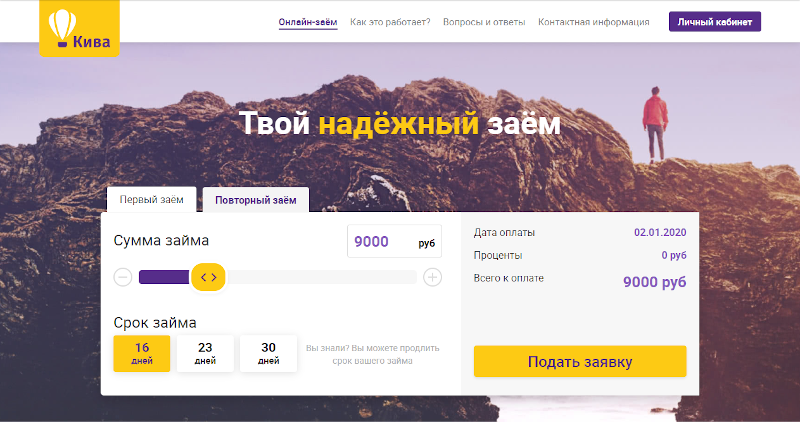 Кива
Онлайн-заём Как это работает? Вопросы и ответы Контактная информация Личный кабинет
Твой надёжный заём
Первый заём Повторный заём
Сумма займа 9000 руб
Срок займа
16 дней
23 дней
30 дней
Вы знали? Вы можете продлить
срок вашего займа
Дата оплаты 02.01.2020
Проценты 0 руб
Всего к оплате 9000 руб
Подать заявку